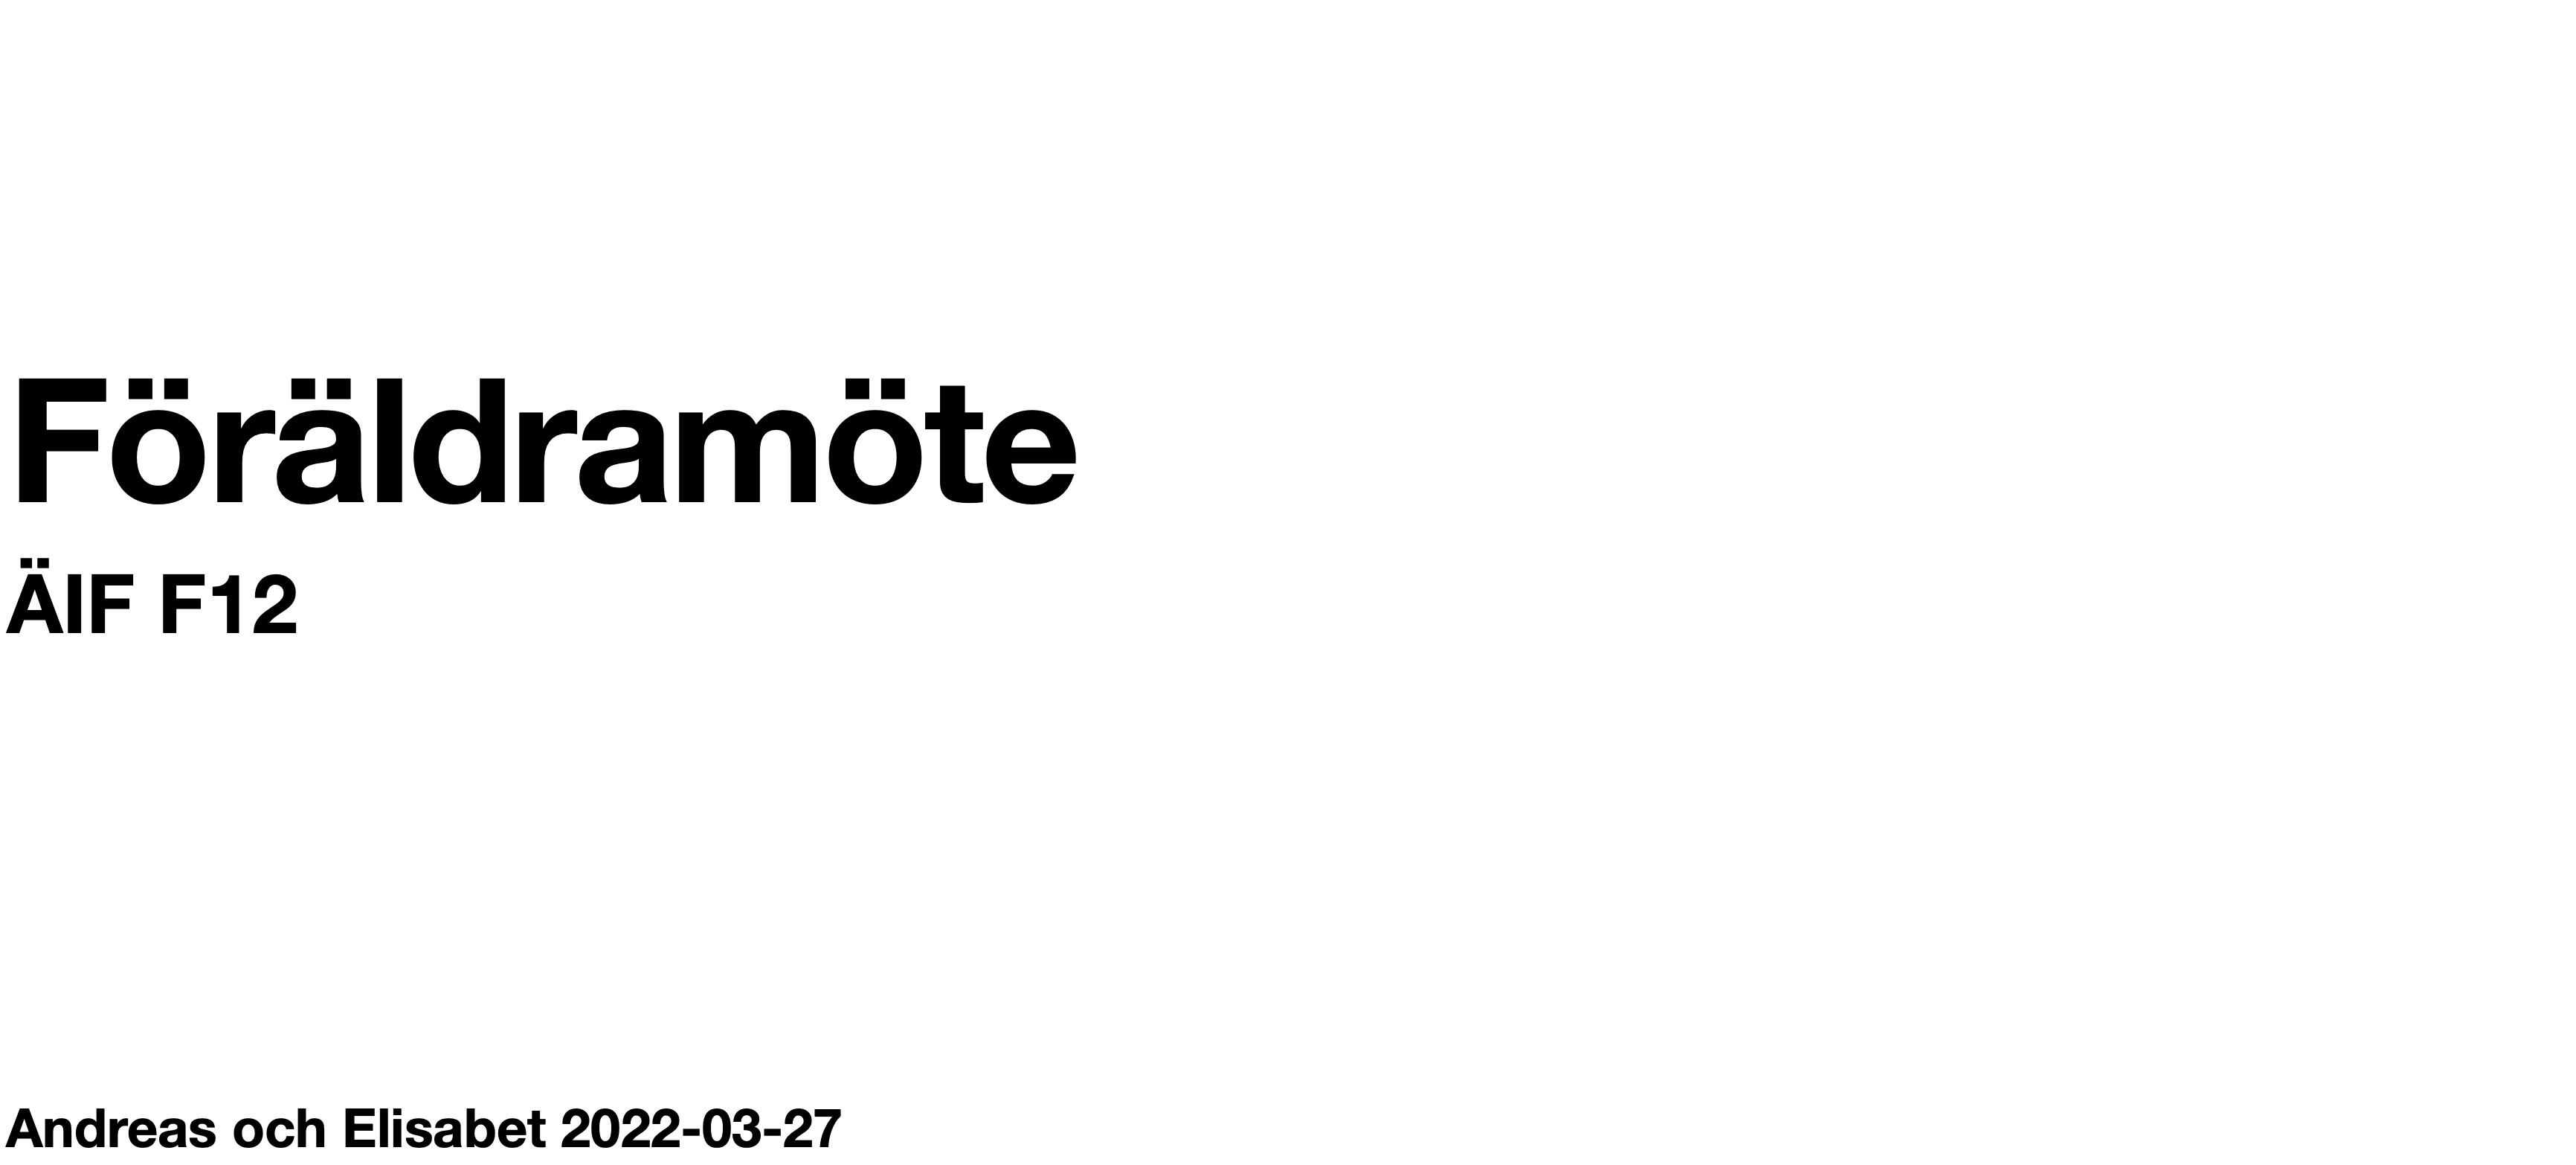 Föräldramöte
ÄIF F12
Andreas och Elisabet 2022-03-27